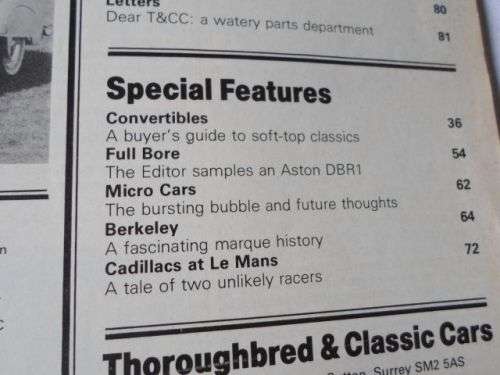 Letters 80
Dear T&CC: a watery parts department 81
Special Features
Convertibles
A buyer's guide to soft-top classics 36
Full Bore
The Editor samples an Aston DBR1 54
Micro Cars
The bursting bubble and future thoughts 62
Berkeley
A fascinating marque history 64
Cadillacs at Le Mans
A tale of two unlikely racers 72
Thoroughbred & Classic Cars
Surrey SM2 5AS